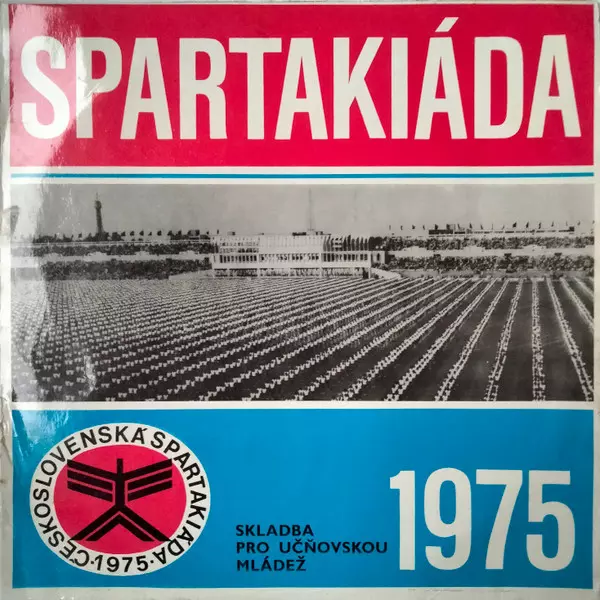 SPARTAKIÁDA
ČESKOSLOVENSKÁ SPARTAKIÁDA
·1975·
SKLADBA
PRO UČŇOVSKOU
MLÁDEŽ
1975